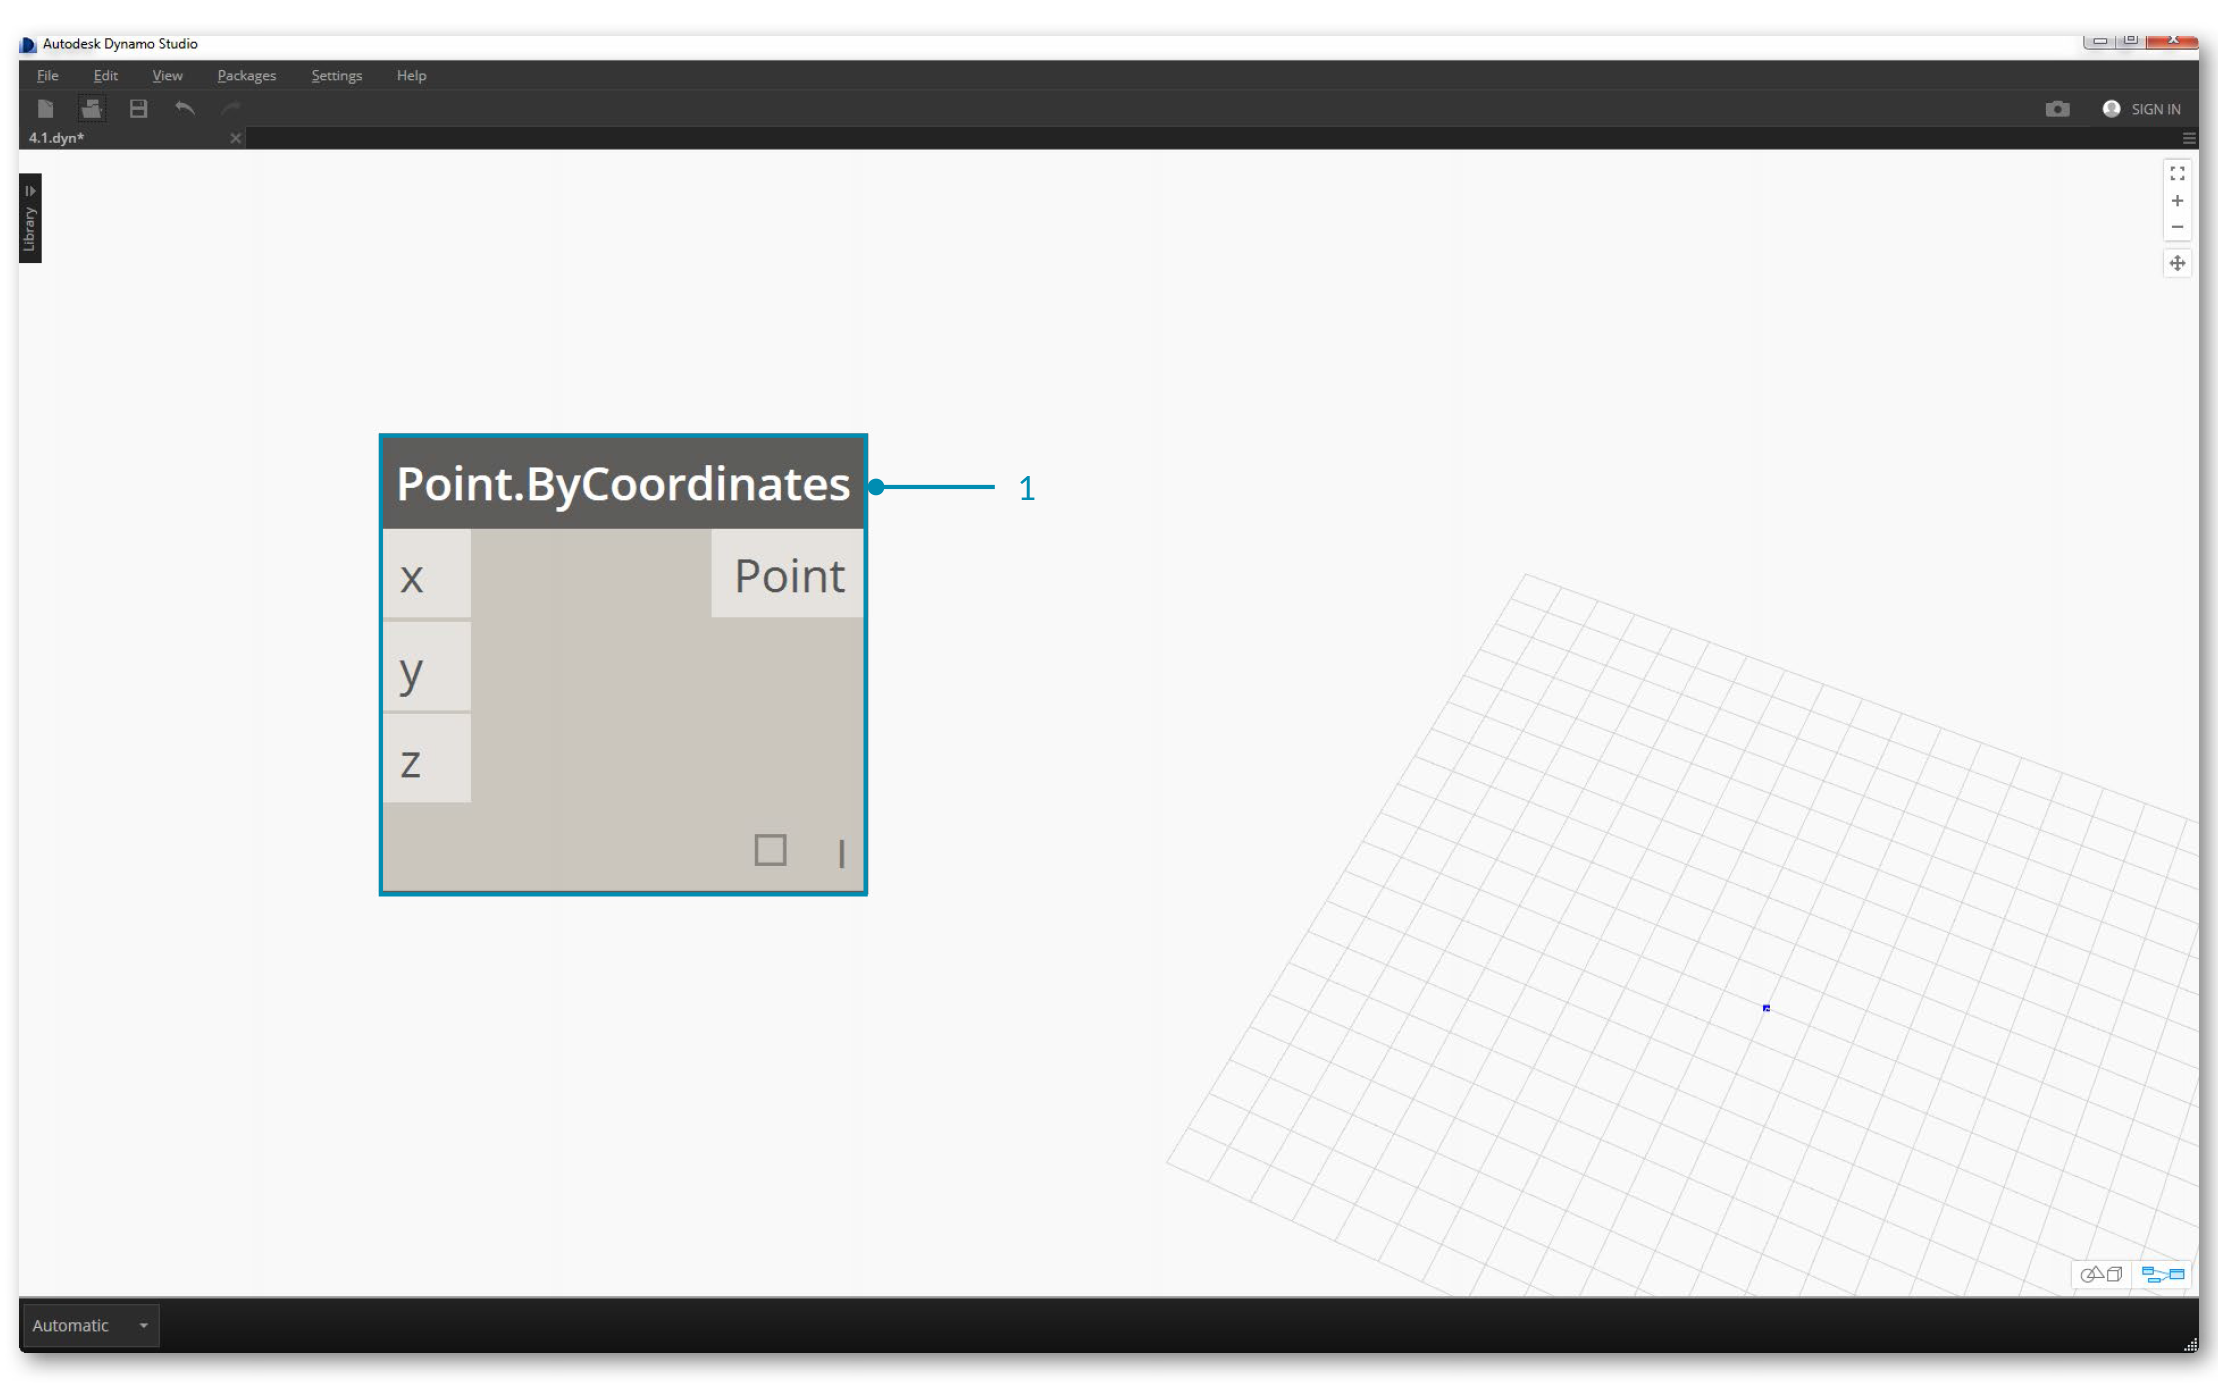 Autodesk Dynamo Studio
File Edit View Packages Settings Help
SIGN IN
4.1.dyn*
Library
Point.ByCoordinates
1
x
Point
y
z
Automatic